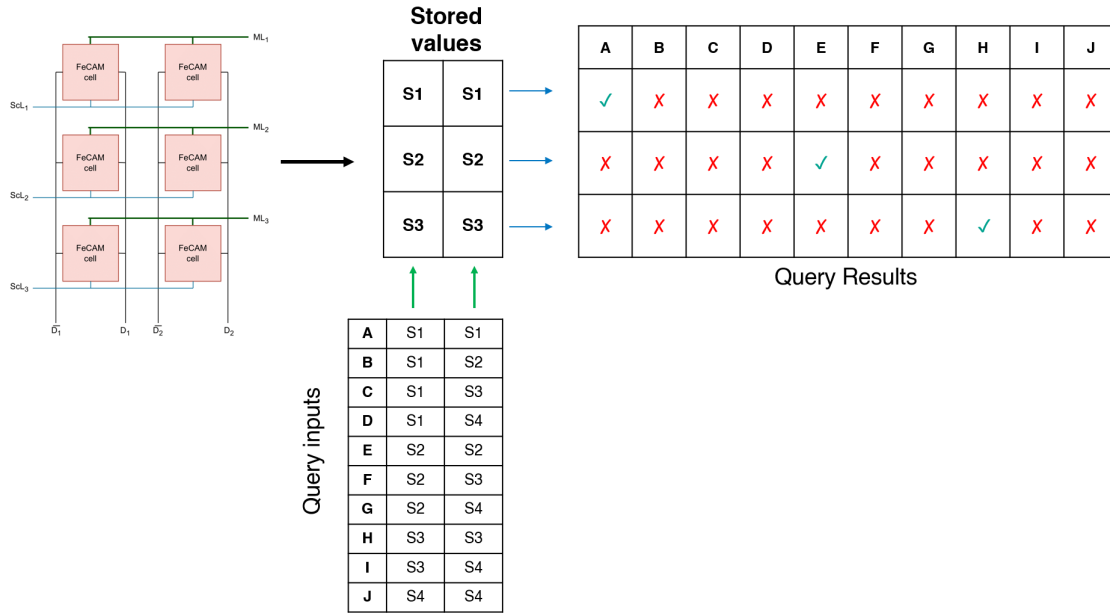 ML₁
FeCAM cell
FeCAM cell
ScL₁
ML₂
FeCAM cell
FeCAM cell
ScL₂
ML₃
FeCAM cell
FeCAM cell
ScL₃
D̅₁ D₁ D̅₂ D₂
Stored
values
S1 S1
S2 S2
S3 S3
A B C D E F G H I J
✓ ✗ ✗ ✗ ✗ ✗ ✗ ✗ ✗ ✗
✗ ✗ ✗ ✗ ✓ ✗ ✗ ✗ ✗ ✗
✗ ✗ ✗ ✗ ✗ ✗ ✗ ✓ ✗ ✗
Query Results
Query inputs
A S1 S1
B S1 S2
C S1 S3
D S1 S4
E S2 S2
F S2 S3
G S2 S4
H S3 S3
I S3 S4
J S4 S4